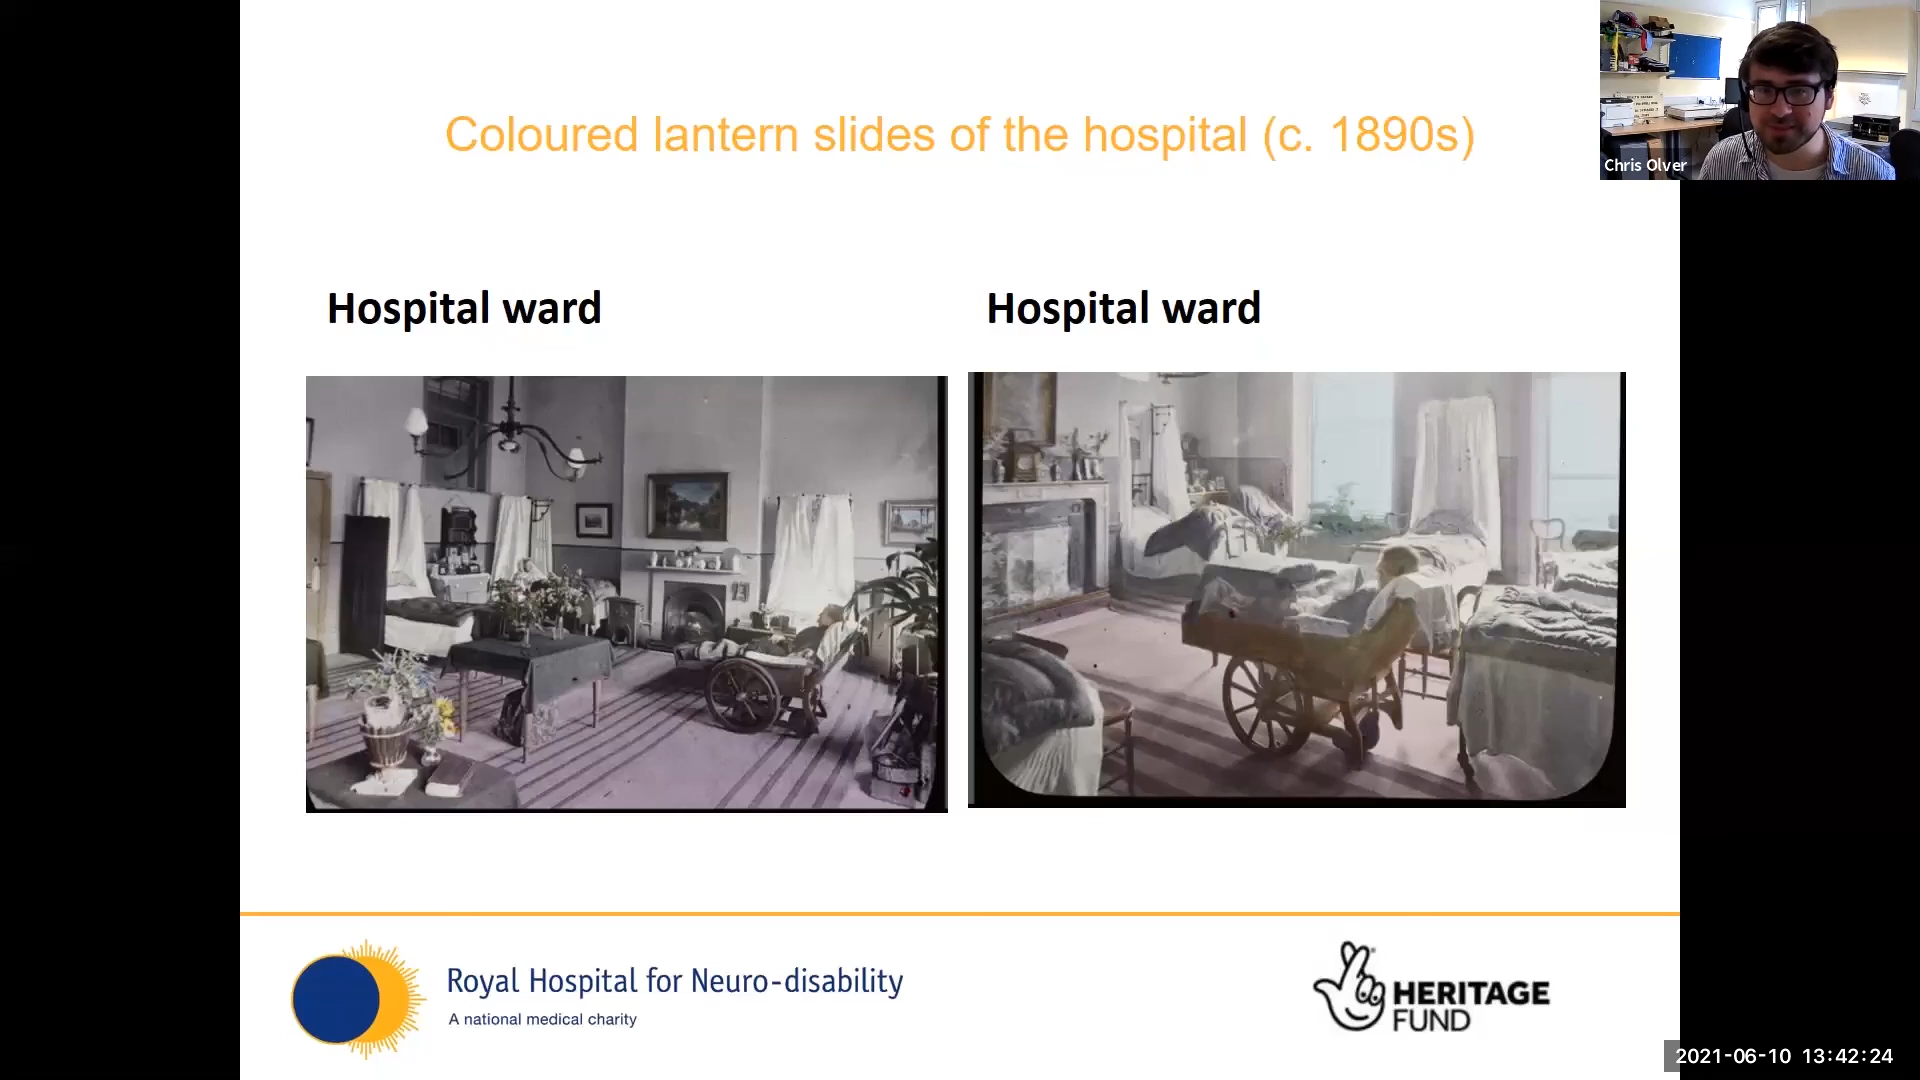 Coloured lantern slides of the hospital (c. 1890s)
Chris Olver
Hospital ward
Hospital ward
Royal Hospital for Neuro-disability
A national medical charity
HERITAGE
FUND
2021-06-10 13:42:24